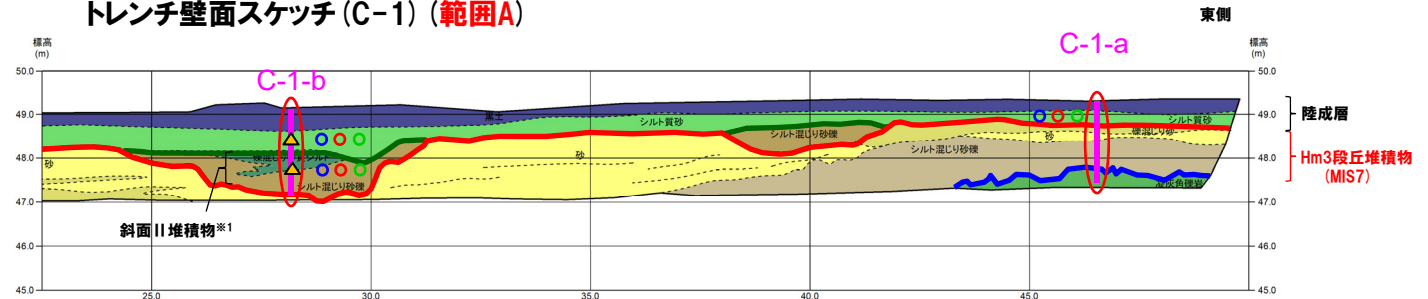 トレンチ壁面スケッチ(C-1)(範囲A)
東側
標高
(m)
標高
(m)
C-1-b
C-1-a
50.0
49.0
48.0
47.0
46.0
45.0
50.0
49.0
48.0
47.0
46.0
45.0
黒土
シルト質砂
シルト質砂
シルト混じり砂礫
礫混じり砂
砂
砂
砂
シルト混じり砂礫
シルト混じり砂礫
凝灰角礫岩
陸成層
Hm3段丘堆積物
(MIS7)
斜面II堆積物※1
25.0
30.0
35.0
40.0
45.0